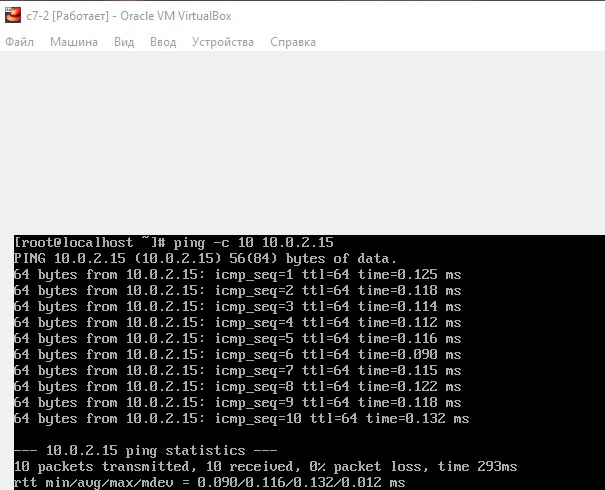 c7-2 [Работает] - Oracle VM VirtualBox
Файл Машина Вид Ввод Устройства Справка
[root@localhost ~]# ping -c 10 10.0.2.15
PING 10.0.2.15 (10.0.2.15) 56(84) bytes of data.
64 bytes from 10.0.2.15: icmp_seq=1 ttl=64 time=0.125 ms
64 bytes from 10.0.2.15: icmp_seq=2 ttl=64 time=0.118 ms
64 bytes from 10.0.2.15: icmp_seq=3 ttl=64 time=0.114 ms
64 bytes from 10.0.2.15: icmp_seq=4 ttl=64 time=0.112 ms
64 bytes from 10.0.2.15: icmp_seq=5 ttl=64 time=0.116 ms
64 bytes from 10.0.2.15: icmp_seq=6 ttl=64 time=0.090 ms
64 bytes from 10.0.2.15: icmp_seq=7 ttl=64 time=0.115 ms
64 bytes from 10.0.2.15: icmp_seq=8 ttl=64 time=0.122 ms
64 bytes from 10.0.2.15: icmp_seq=9 ttl=64 time=0.118 ms
64 bytes from 10.0.2.15: icmp_seq=10 ttl=64 time=0.132 ms
--- 10.0.2.15 ping statistics ---
10 packets transmitted, 10 received, 0% packet loss, time 293ms
rtt min/avg/max/mdev = 0.090/0.116/0.132/0.012 ms